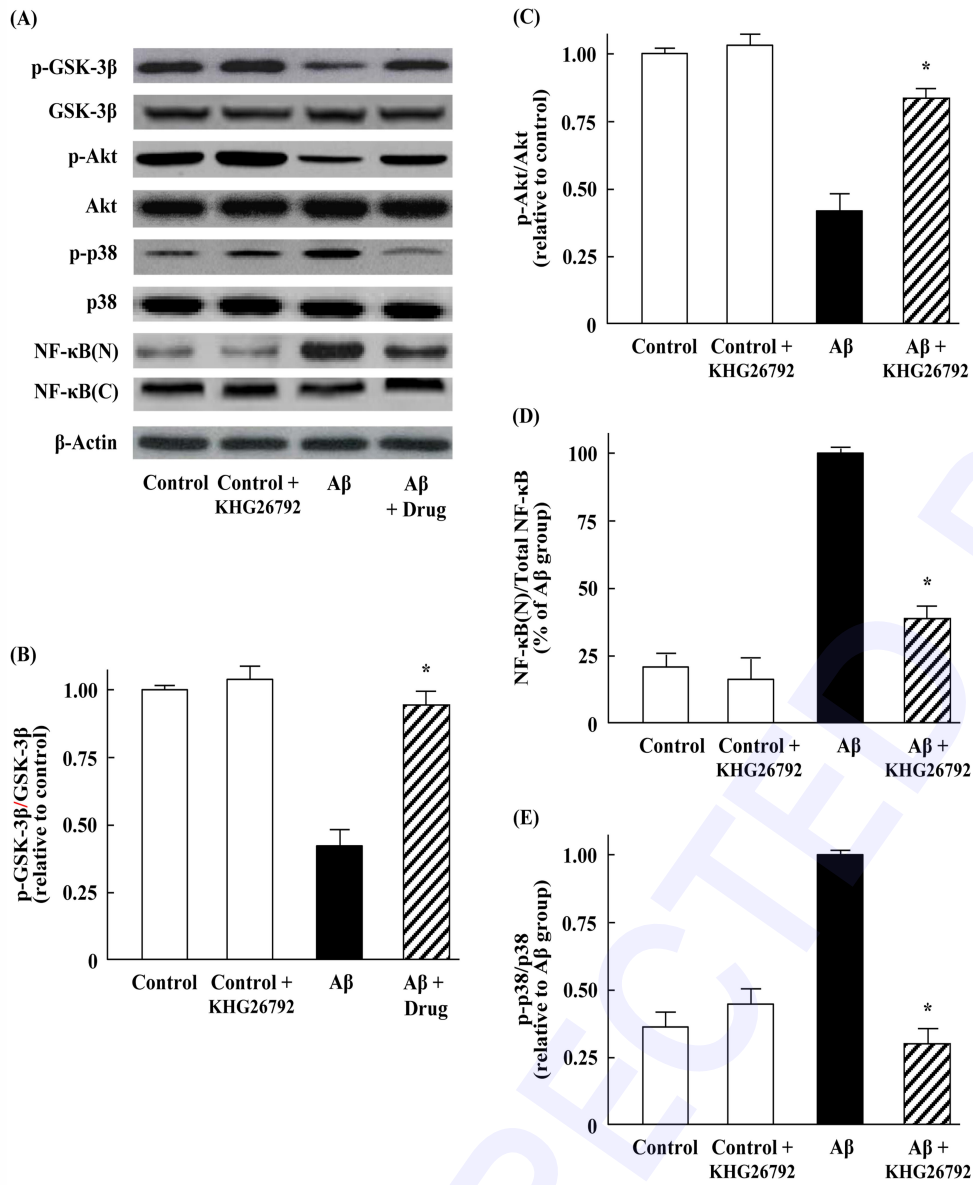 (A)
p-GSK-3β
GSK-3β
p-Akt
Akt
p-p38
p38
NF-κB(N)
NF-κB(C)
β-Actin
Control
Control +
KHG26792
Aβ
Aβ
+ Drug
(B)
p-GSK-3β/GSK-3β
(relative to control)
1.00
0.75
0.50
0.25
0
*
Control
Control +
KHG26792
Aβ
Aβ +
Drug
(C)
p-Akt/Akt
(relative to control)
1.00
0.75
0.50
0.25
0
*
Control
Control +
KHG26792
Aβ
Aβ +
KHG26792
(D)
NF-κB(N)/Total NF-κB
(% of Aβ group)
100
75
50
25
0
*
Control
Control +
KHG26792
Aβ
Aβ +
KHG26792
(E)
p-p38/p38
(relative to Aβ group)
1.00
0.75
0.50
0.25
0
*
Control
Control +
KHG26792
Aβ
Aβ +
KHG26792
PECTED